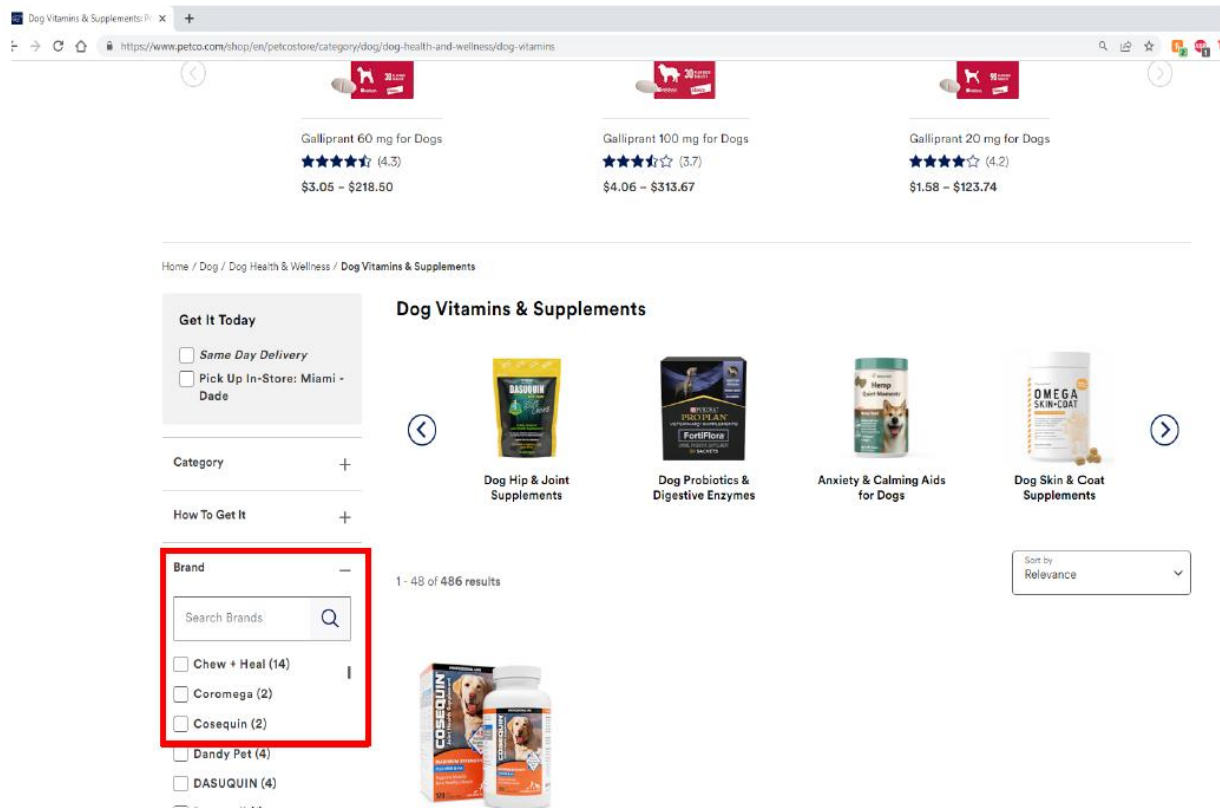 Dog Vitamins & Supplements: P
https://www.petco.com/shop/en/petcostore/category/dog/dog-health-and-wellness/dog-vitamins
Galliprant 60 mg for Dogs
(4.3)
$3.05 – $218.50
Galliprant 100 mg for Dogs
(3.7)
$4.06 – $313.67
Galliprant 20 mg for Dogs
(4.2)
$1.58 – $123.74
Home / Dog / Dog Health & Wellness / Dog Vitamins & Supplements
Get It Today
Same Day Delivery
Pick Up In-Store: Miami -
Dade
Category
How To Get It
Brand
Search Brands
Chew + Heal (14)
Coromega (2)
Cosequin (2)
Dandy Pet (4)
DASUQUIN (4)
Dog Vitamins & Supplements
DASUQUIN
Dog Hip & Joint
Supplements
PURINA
PRO PLAN
VETERINARY SUPPLEMENTS
FortiFlora
Dog Probiotics &
Digestive Enzymes
Hemp
Quiet Moments
Anxiety & Calming Aids
for Dogs
OMEGA
SKIN+COAT
Dog Skin & Coat
Supplements
1 - 48 of 486 results
Sort by
Relevance
COSEQUIN
COSEQUIN